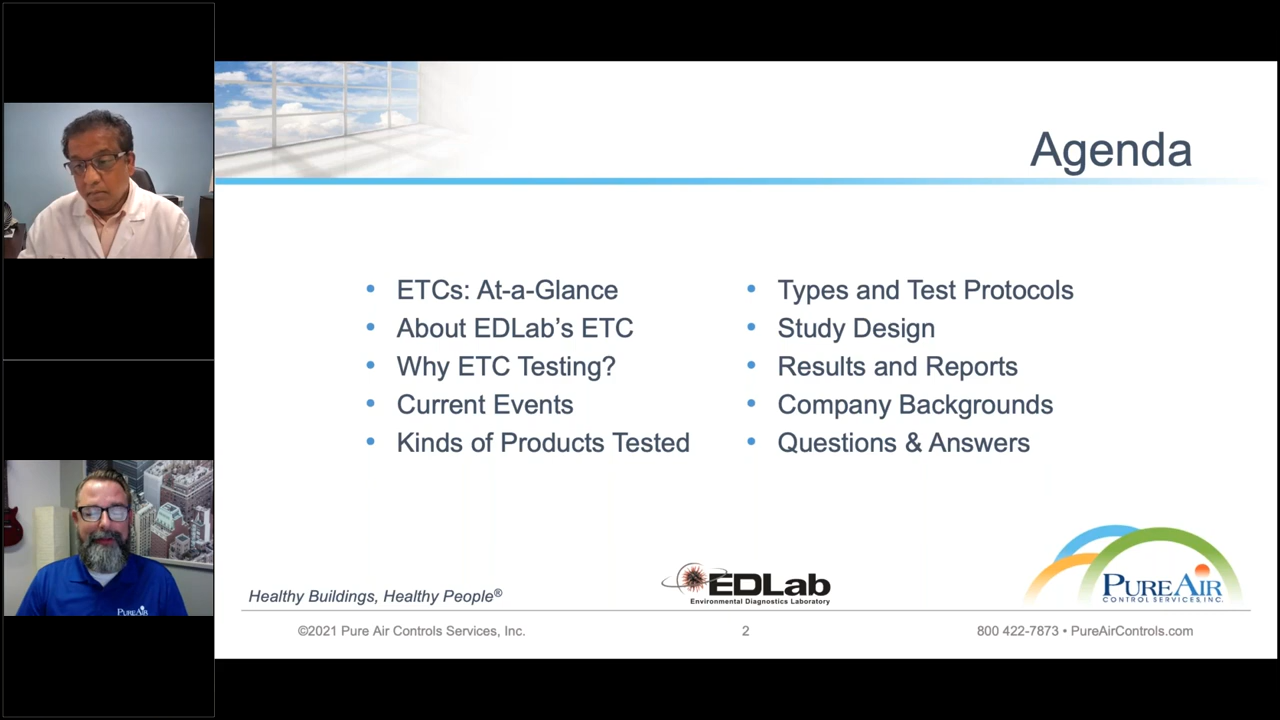 Agenda
• ETCs: At-a-Glance
• About EDLab’s ETC
• Why ETC Testing?
• Current Events
• Kinds of Products Tested
• Types and Test Protocols
• Study Design
• Results and Reports
• Company Backgrounds
• Questions & Answers
Healthy Buildings, Healthy People®
EDLab
Environmental Diagnostics Laboratory
PUREAIR
CONTROL SERVICES, INC.
©2021 Pure Air Controls Services, Inc.
2
800 422-7873 • PureAirControls.com
PUREAIR